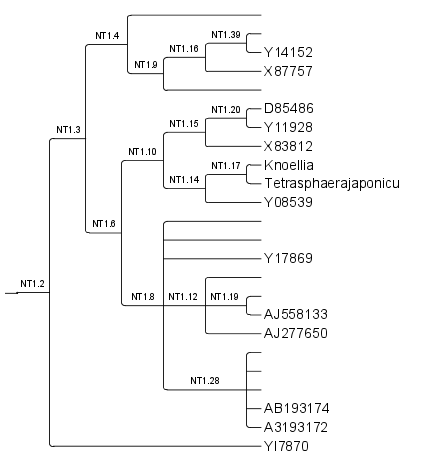 NT1.39
NT1.4
NT1.16
Y14152
NT1.9
X87757
D85486
NT1.20
Y11928
NT1.15
NT1.3
X83812
NT1.10
NT1.17
Knoellia
NT1.14
Tetrasphaerajaponicu
Y08539
NT1.6
Y17869
NT1.2
NT1.8
NT1.12
NT1.19
AJ558133
AJ277650
NT1.28
AB193174
A3193172
YI7870